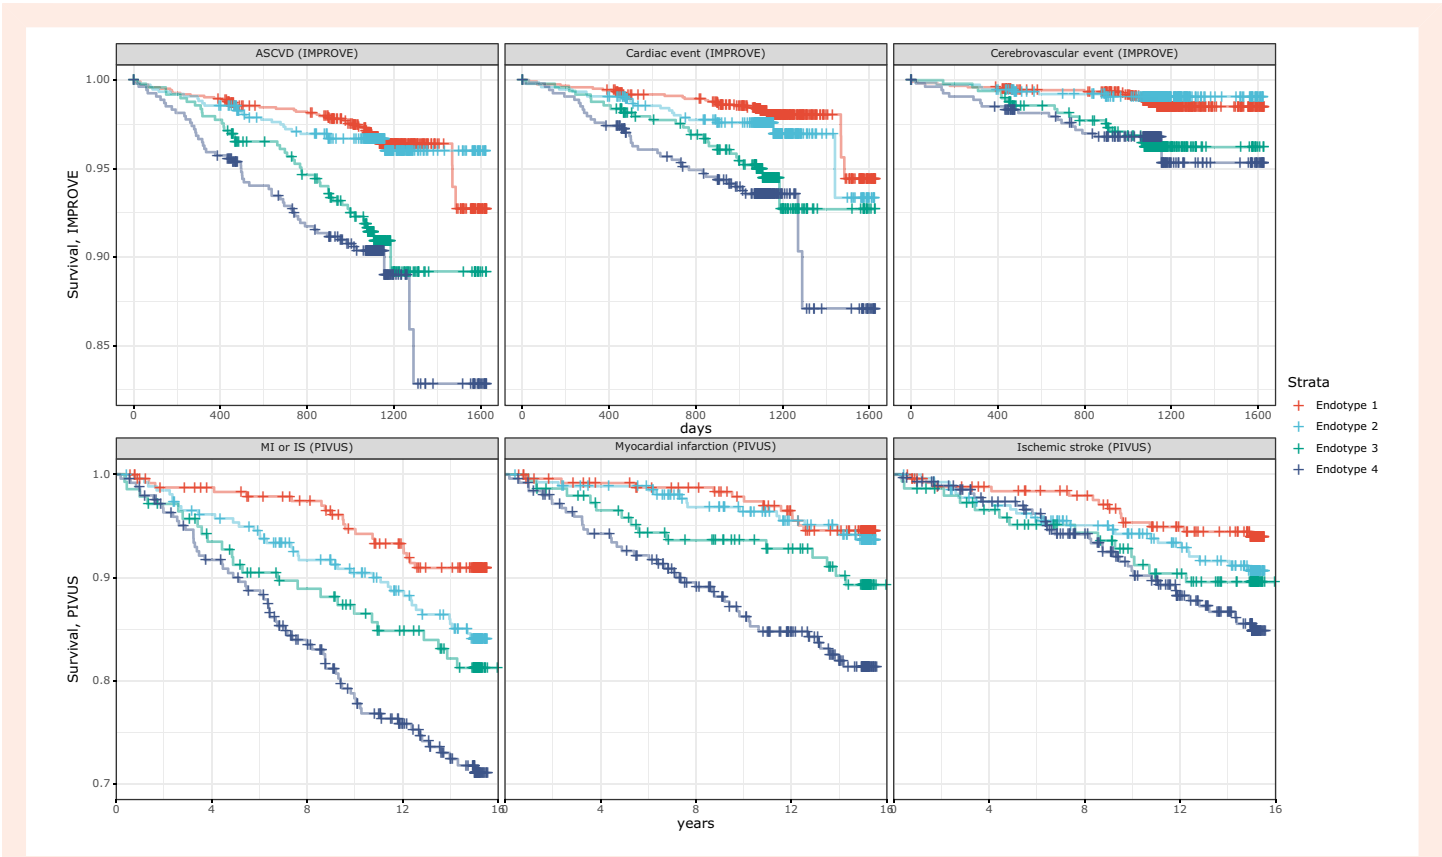 ASCVD (IMPROVE) Cardiac event (IMPROVE) Cerebrovascular event (IMPROVE)
Survival, IMPROVE
1.00
0.95
0.90
0.85
0 400 800 1200 1600 0 400 800 1200 1600 0 400 800 1200 1600
days
MI or IS (PIVUS) Myocardial infarction (PIVUS) Ischemic stroke (PIVUS)
Survival, PIVUS
1.0
0.9
0.8
0.7
0 4 8 12 16 0 4 8 12 16 0 4 8 12 16
years
Strata
Endotype 1
Endotype 2
Endotype 3
Endotype 4